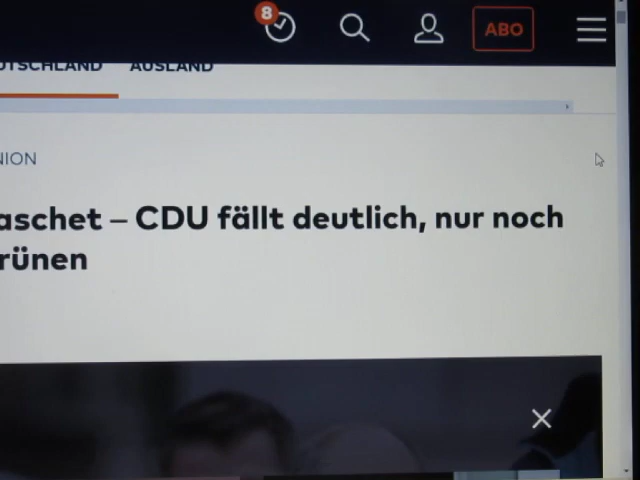 8
ABO
UTSCHLAND AUSLAND
NION
aschet – CDU fällt deutlich, nur noch
rünen